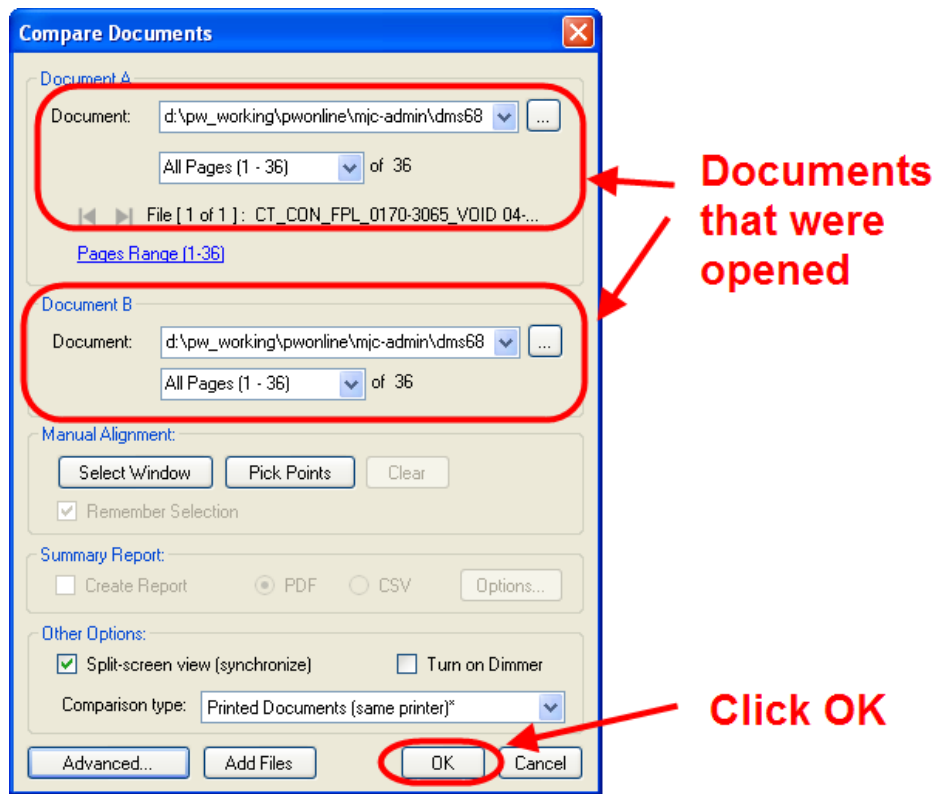 Compare Documents
Document A
Document: d:\pw_working\pwonline\mjc-admin\dms68 ...
All Pages (1 - 36) of 36
File [ 1 of 1 ] : CT_CON_FPL_0170-3065_VOID 04-...
Pages Range (1-36)
Documents
that were
opened
Document B
Document: d:\pw_working\pwonline\mjc-admin\dms68 ...
All Pages (1 - 36) of 36
Manual Alignment:
Select Window Pick Points Clear
Remember Selection
Summary Report:
Create Report PDF CSV Options...
Other Options:
Split-screen view (synchronize) Turn on Dimmer
Comparison type: Printed Documents (same printer)*
Click OK
Advanced... Add Files OK Cancel